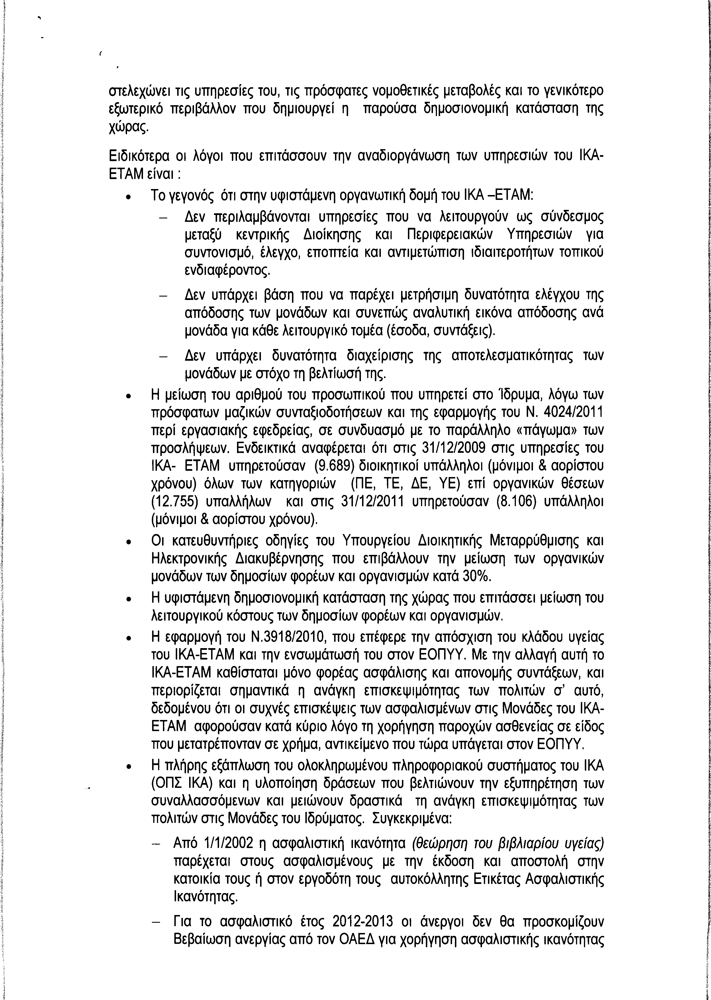 στελεχώνει τις υπηρεσίες του, τις πρόσφατες νομοθετικές μεταβολές και το γενικότερο
εξωτερικό περιβάλλον που δημιουργεί η παρούσα δημοσιονομική κατάσταση της
χώρας.
Ειδικότερα οι λόγοι που επιτάσσουν την αναδιοργάνωση των υπηρεσιών του ΙΚΑ-
ΕΤΑΜ είναι :
• Το γεγονός ότι στην υφιστάμενη οργανωτική δομή του ΙΚΑ –ΕΤΑΜ:
– Δεν περιλαμβάνονται υπηρεσίες που να λειτουργούν ως σύνδεσμος
μεταξύ κεντρικής Διοίκησης και Περιφερειακών Υπηρεσιών για
συντονισμό, έλεγχο, εποπτεία και αντιμετώπιση ιδιαιτεροτήτων τοπικού
ενδιαφέροντος.
– Δεν υπάρχει βάση που να παρέχει μετρήσιμη δυνατότητα ελέγχου της
απόδοσης των μονάδων και συνεπώς αναλυτική εικόνα απόδοσης ανά
μονάδα για κάθε λειτουργικό τομέα (έσοδα, συντάξεις).
– Δεν υπάρχει δυνατότητα διαχείρισης της αποτελεσματικότητας των
μονάδων με στόχο τη βελτίωσή της.
• Η μείωση του αριθμού του προσωπικού που υπηρετεί στο Ίδρυμα, λόγω των
πρόσφατων μαζικών συνταξιοδοτήσεων και της εφαρμογής του Ν. 4024/2011
περί εργασιακής εφεδρείας, σε συνδυασμό με το παράλληλο «πάγωμα» των
προσλήψεων. Ενδεικτικά αναφέρεται ότι στις 31/12/2009 στις υπηρεσίες του
ΙΚΑ- ΕΤΑΜ υπηρετούσαν (9.689) διοικητικοί υπάλληλοι (μόνιμοι & αορίστου
χρόνου) όλων των κατηγοριών (ΠΕ, ΤΕ, ΔΕ, ΥΕ) επί οργανικών θέσεων
(12.755) υπαλλήλων και στις 31/12/2011 υπηρετούσαν (8.106) υπάλληλοι
(μόνιμοι & αορίστου χρόνου).
• Οι κατευθυντήριες οδηγίες του Υπουργείου Διοικητικής Μεταρρύθμισης και
Ηλεκτρονικής Διακυβέρνησης που επιβάλλουν την μείωση των οργανικών
μονάδων των δημοσίων φορέων και οργανισμών κατά 30%.
• Η υφιστάμενη δημοσιονομική κατάσταση της χώρας που επιτάσσει μείωση του
λειτουργικού κόστους των δημοσίων φορέων και οργανισμών.
• Η εφαρμογή του Ν.3918/2010, που επέφερε την απόσχιση του κλάδου υγείας
του ΙΚΑ-ΕΤΑΜ και την ενσωμάτωσή του στον ΕΟΠΥΥ. Με την αλλαγή αυτή το
ΙΚΑ-ΕΤΑΜ καθίσταται μόνο φορέας ασφάλισης και απονομής συντάξεων, και
περιορίζεται σημαντικά η ανάγκη επισκεψιμότητας των πολιτών σ’ αυτό,
δεδομένου ότι οι συχνές επισκέψεις των ασφαλισμένων στις Μονάδες του ΙΚΑ-
ΕΤΑΜ αφορούσαν κατά κύριο λόγο τη χορήγηση παροχών ασθενείας σε είδος
που μετατρέπονταν σε χρήμα, αντικείμενο που τώρα υπάγεται στον ΕΟΠΥΥ.
• Η πλήρης εξάπλωση του ολοκληρωμένου πληροφοριακού συστήματος του ΙΚΑ
(ΟΠΣ ΙΚΑ) και η υλοποίηση δράσεων που βελτιώνουν την εξυπηρέτηση των
συναλλασσόμενων και μειώνουν δραστικά τη ανάγκη επισκεψιμότητας των
πολιτών στις Μονάδες του Ιδρύματος. Συγκεκριμένα:
– Από 1/1/2002 η ασφαλιστική ικανότητα (θεώρηση του βιβλιαρίου υγείας)
παρέχεται στους ασφαλισμένους με την έκδοση και αποστολή στην
κατοικία τους ή στον εργοδότη τους αυτοκόλλητης Ετικέτας Ασφαλιστικής
Ικανότητας.
– Για το ασφαλιστικό έτος 2012-2013 οι άνεργοι δεν θα προσκομίζουν
Βεβαίωση ανεργίας από τον ΟΑΕΔ για χορήγηση ασφαλιστικής ικανότητας